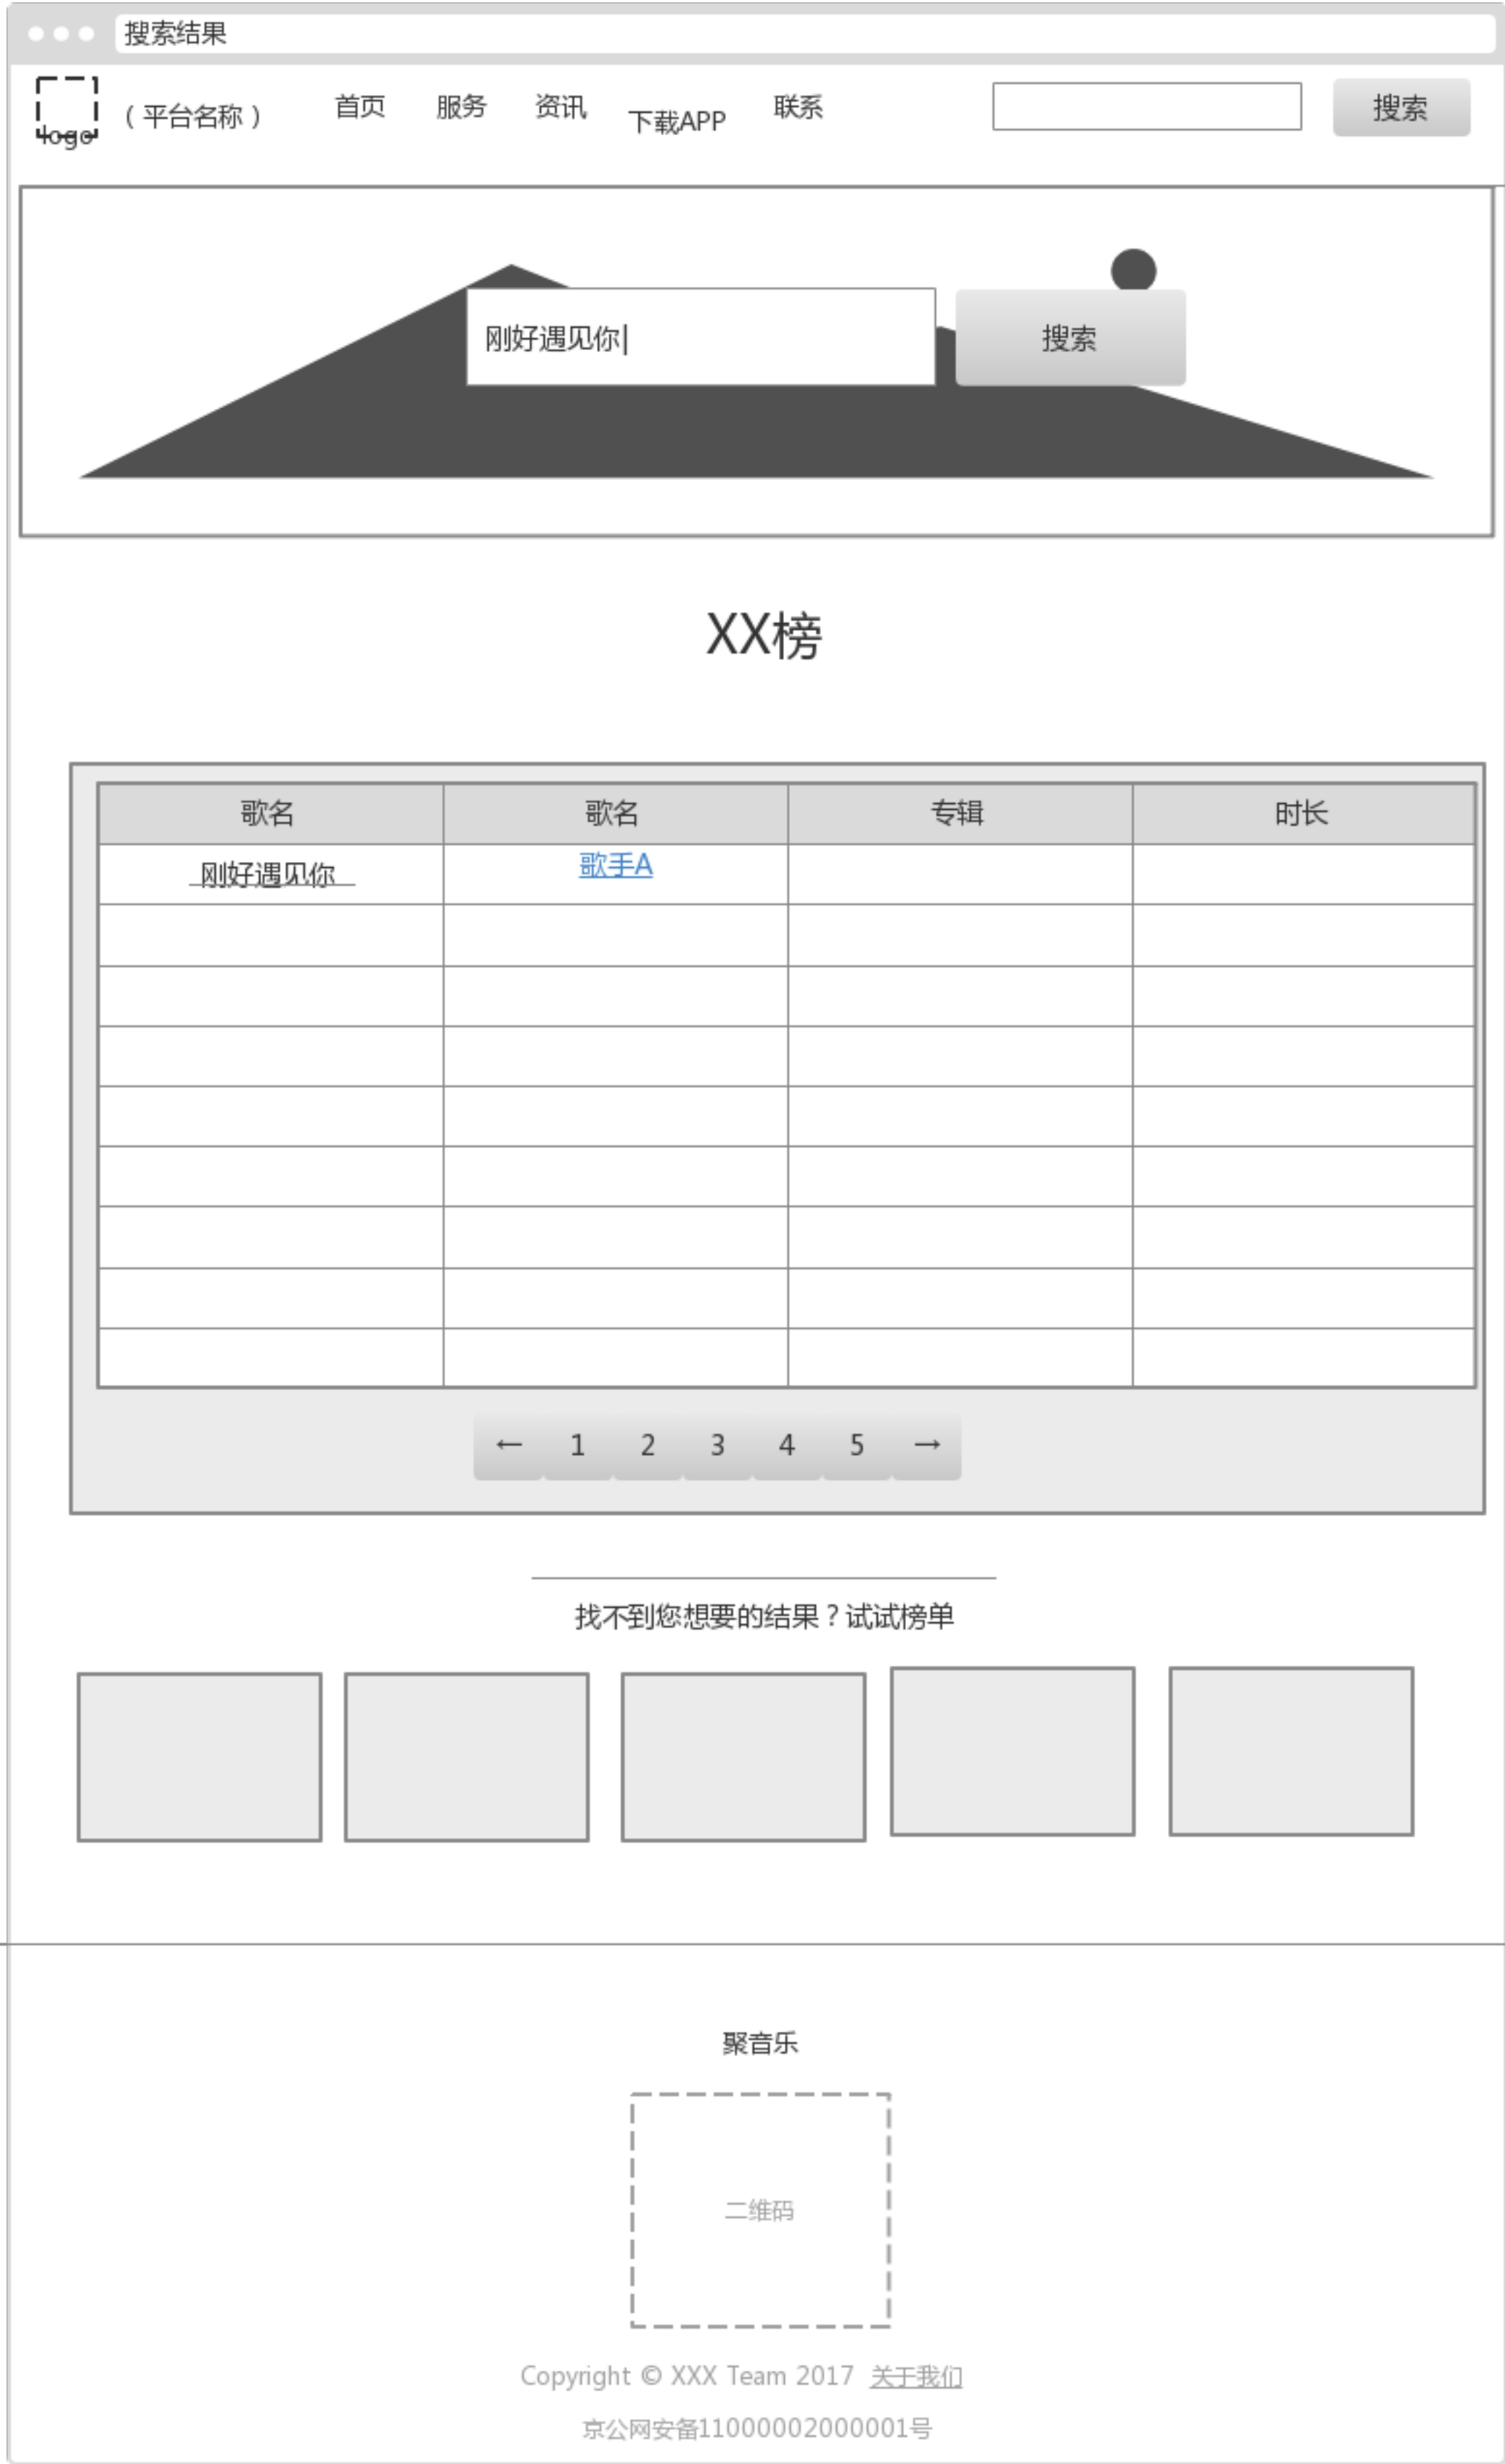 搜索结果
logo
（平台名称） 首页 服务 资讯 下载APP 联系 搜索
刚好遇见你 搜索
XX榜
歌名 歌名 专辑 时长
刚好遇见你 歌手A
← 1 2 3 4 5 →
找不到您想要的结果？试试榜单
聚音乐
二维码
Copyright © XXX Team 2017 关于我们
京公网安备11000002000001号